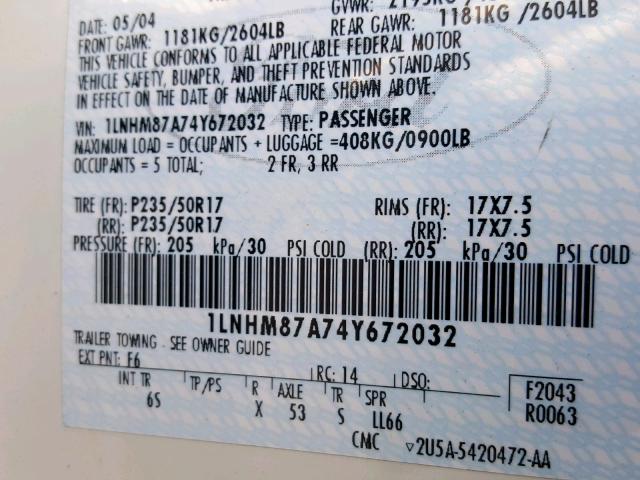 DATE: 05/04
GVWR:
FRONT GAWR: 1181KG/2604LB REAR GAWR: 1181KG/2604LB
THIS VEHICLE CONFORMS TO ALL APPLICABLE FEDERAL MOTOR
VEHICLE SAFETY, BUMPER, AND THEFT PREVENTION STANDARDS
IN EFFECT ON THE DATE OF MANUFACTURE SHOWN ABOVE.
VIN: 1LNHM87A74Y672032 TYPE: PASSENGER
MAXIMUM LOAD = OCCUPANTS + LUGGAGE =408KG/0900LB
OCCUPANTS = 5 TOTAL; 2 FR, 3 RR
TIRE (FR): P235/50R17 RIMS (FR): 17X7.5
(RR): P235/50R17 (RR): 17X7.5
PRESSURE (FR): 205 kPa/30 PSI COLD (RR): 205 kPa/30 PSI COLD
1LNHM87A74Y672032
TRAILER TOWING - SEE OWNER GUIDE
EXT PNT: F6 RC: 14 DSO:
INT TR TP/PS R AXLE TR SPR F2043
6S X 53 S LL66 R0063
CMC ▽2U5A-5420472-AA